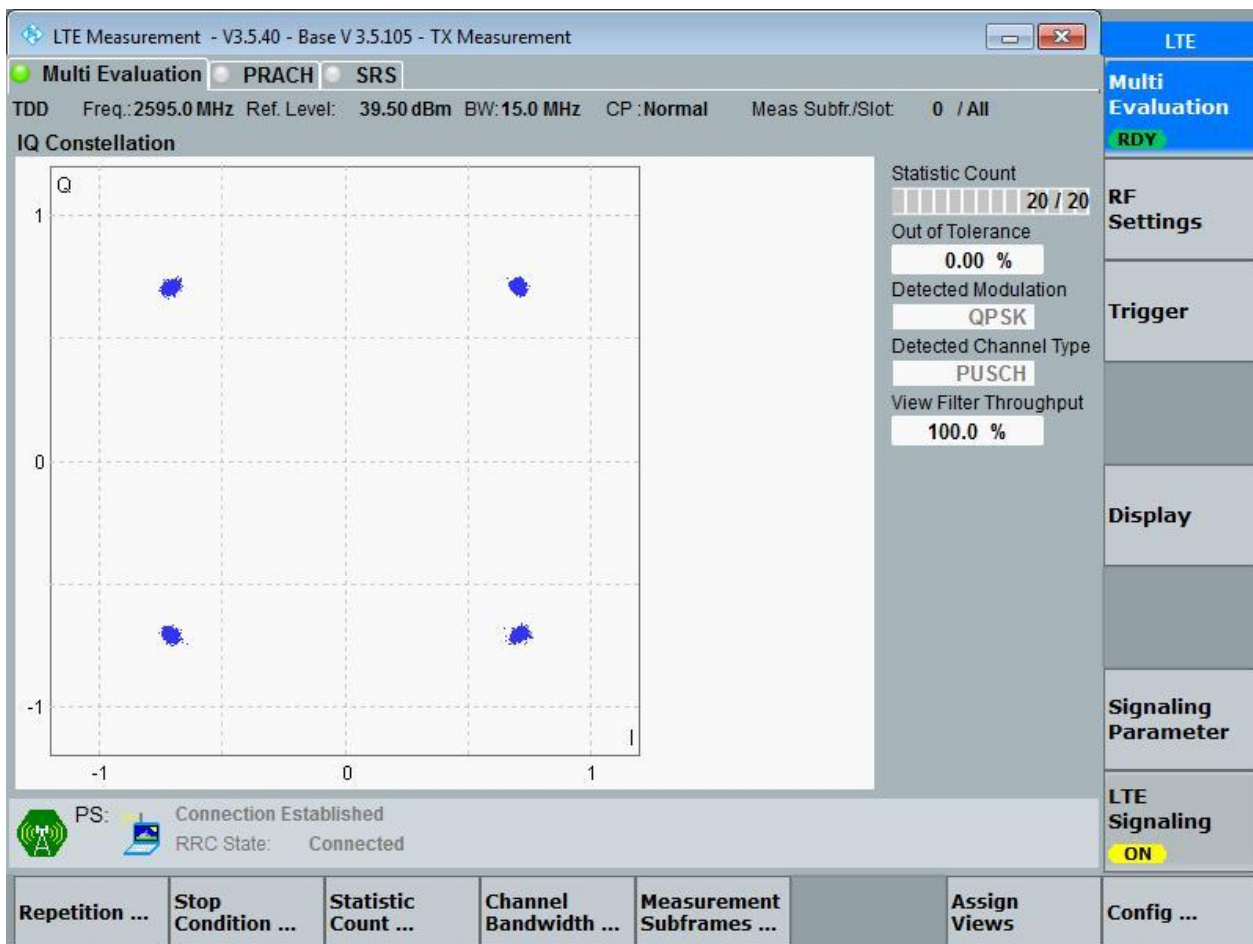 LTE Measurement - V3.5.40 - Base V 3.5.105 - TX Measurement
LTE
Multi Evaluation PRACH SRS
TDD Freq.: 2595.0 MHz Ref. Level: 39.50 dBm BW: 15.0 MHz CP : Normal Meas Subfr./Slot: 0 / All
IQ Constellation
Q
1
0
-1
I
-1 0 1
Statistic Count
20 / 20
Out of Tolerance
0.00 %
Detected Modulation
QPSK
Detected Channel Type
PUSCH
View Filter Throughput
100.0 %
Multi
Evaluation
RDY
RF
Settings
Trigger
Display
Signaling
Parameter
LTE
Signaling
ON
PS: Connection Established
RRC State: Connected
Repetition ...
Stop
Condition ...
Statistic
Count ...
Channel
Bandwidth ...
Measurement
Subframes ...
Assign
Views
Config ...